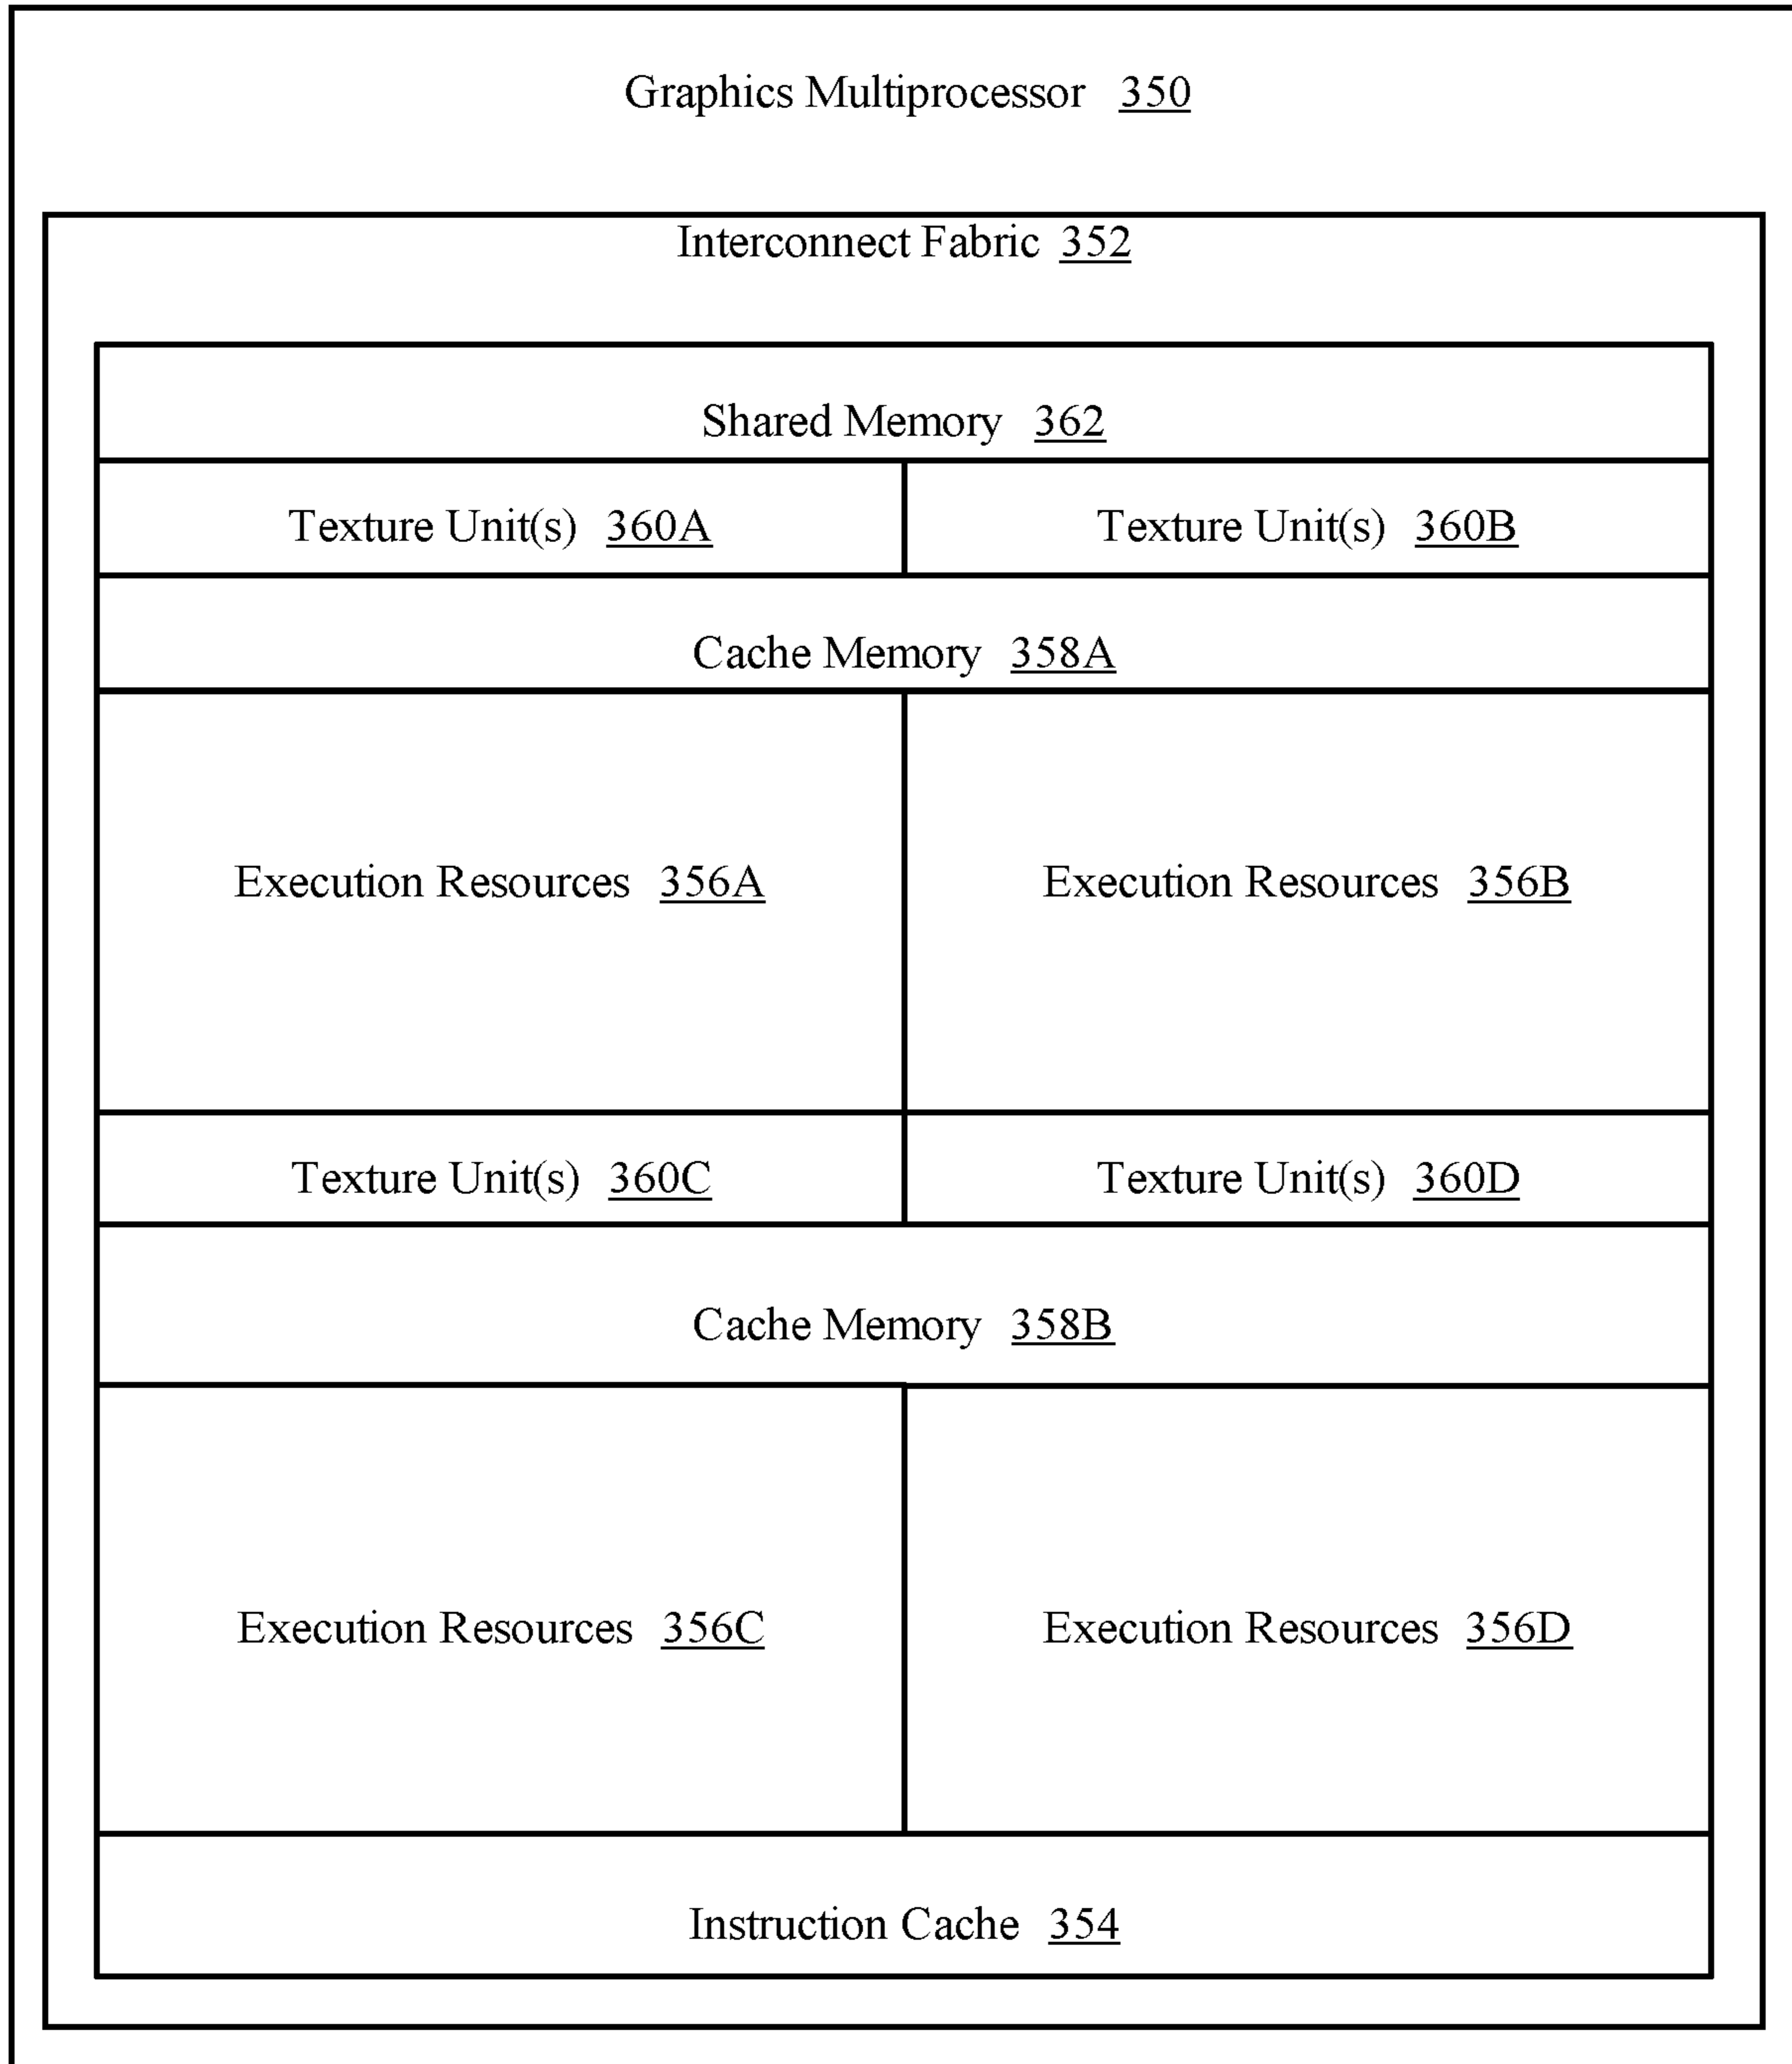 Graphics Multiprocessor 350
Interconnect Fabric 352
Shared Memory 362
Texture Unit(s) 360A
Texture Unit(s) 360B
Cache Memory 358A
Execution Resources 356A
Execution Resources 356B
Texture Unit(s) 360C
Texture Unit(s) 360D
Cache Memory 358B
Execution Resources 356C
Execution Resources 356D
Instruction Cache 354